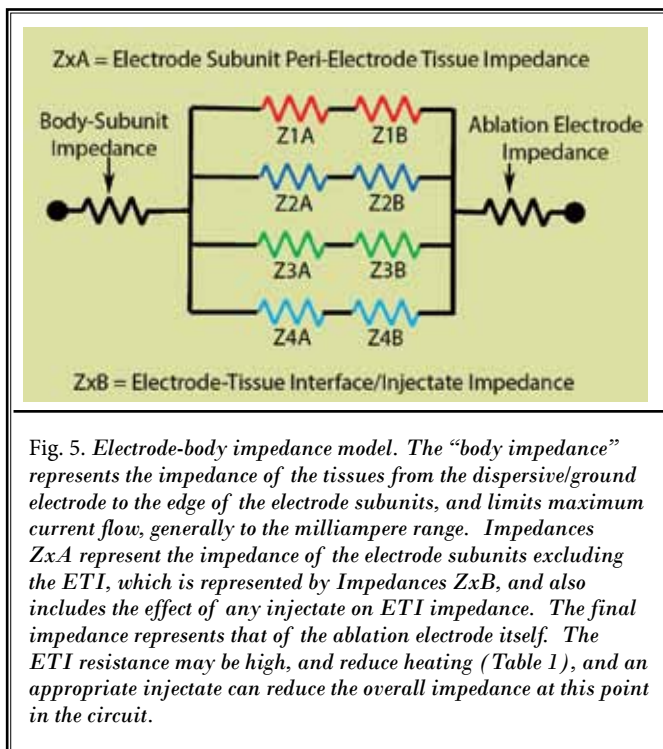 ZxA = Electrode Subunit Peri-Electrode Tissue Impedance
Body-Subunit
Impedance
Ablation Electrode
Impedance
Z1A Z1B
Z2A Z2B
Z3A Z3B
Z4A Z4B
ZxB = Electrode-Tissue Interface/Injectate Impedance
Fig. 5. Electrode-body impedance model. The “body impedance”
represents the impedance of the tissues from the dispersive/ground
electrode to the edge of the electrode subunits, and limits maximum
current flow, generally to the milliampere range. Impedances
ZxA represent the impedance of the electrode subunits excluding
the ETI, which is represented by Impedances ZxB, and also
includes the effect of any injectate on ETI impedance. The final
impedance represents that of the ablation electrode itself. The
ETI resistance may be high, and reduce heating (Table 1), and an
appropriate injectate can reduce the overall impedance at this point
in the circuit.